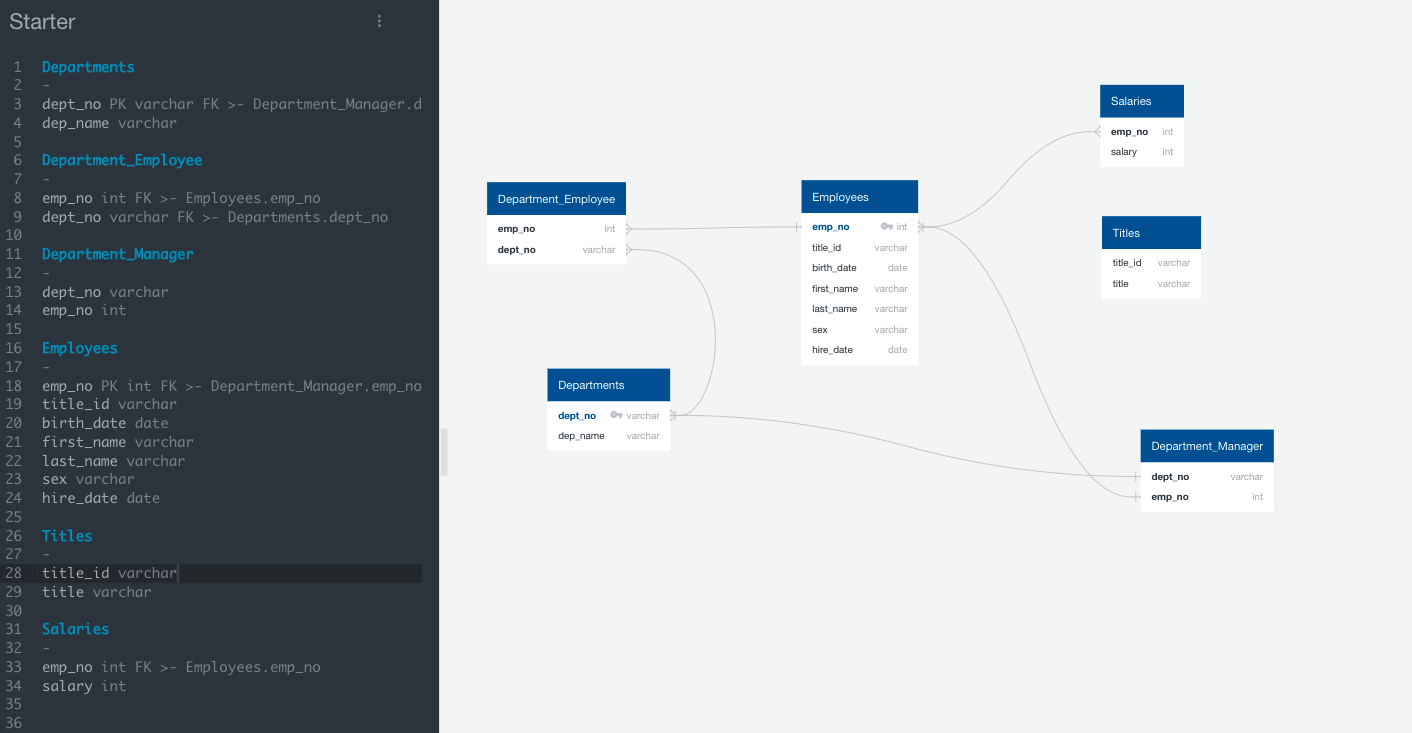 Starter
1 Departments
2 -
3 dept_no PK varchar FK >- Department_Manager.d
4 dep_name varchar
5
6 Department_Employee
7 -
8 emp_no int FK >- Employees.emp_no
9 dept_no varchar FK >- Departments.dept_no
10
11 Department_Manager
12 -
13 dept_no varchar
14 emp_no int
15
16 Employees
17 -
18 emp_no PK int FK >- Department_Manager.emp_no
19 title_id varchar
20 birth_date date
21 first_name varchar
22 last_name varchar
23 sex varchar
24 hire_date date
25
26 Titles
27 -
28 title_id varchar
29 title varchar
30
31 Salaries
32 -
33 emp_no int FK >- Employees.emp_no
34 salary int
35
36
Department_Employee
emp_no int
dept_no varchar
Departments
dept_no varchar
dep_name varchar
Employees
emp_no int
title_id varchar
birth_date date
first_name varchar
last_name varchar
sex varchar
hire_date date
Salaries
emp_no int
salary int
Titles
title_id varchar
title varchar
Department_Manager
dept_no varchar
emp_no int